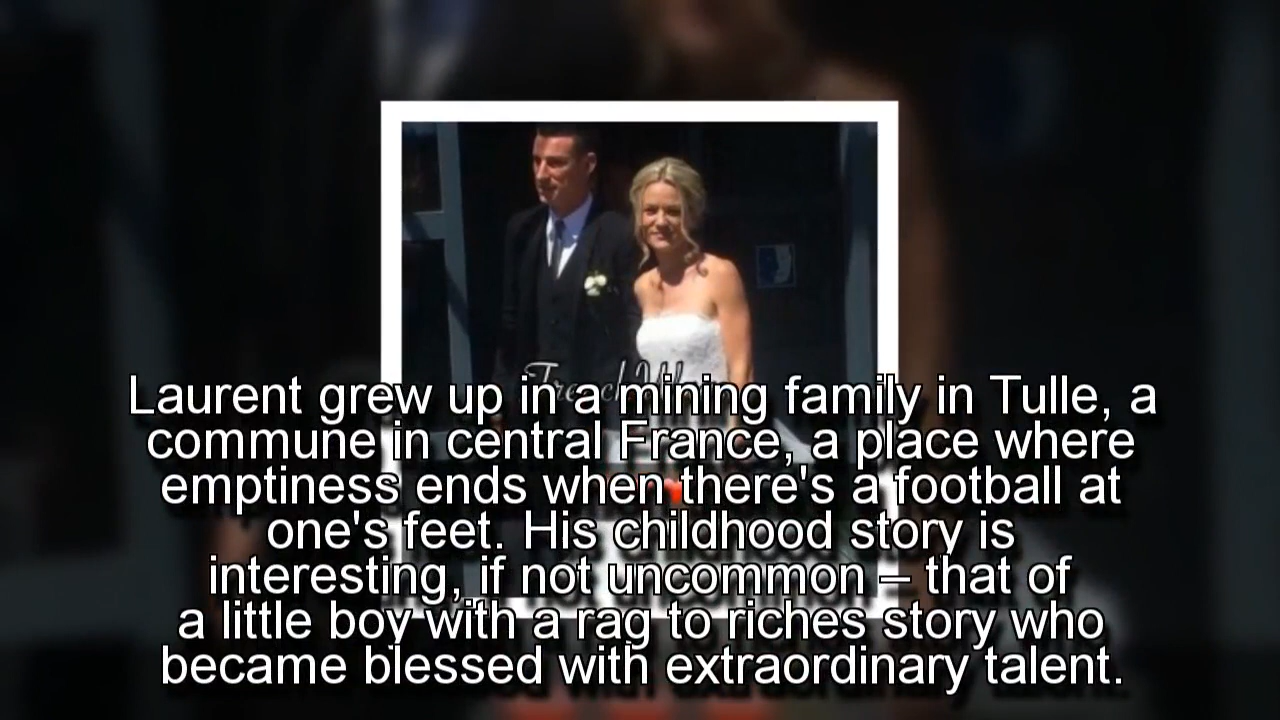 Laurent grew up in a mining family in Tulle, a
commune in central France, a place where
emptiness ends when there's a football at
one's feet. His childhood story is
interesting, if not uncommon – that of
a little boy with a rag to riches story who
became blessed with extraordinary talent.